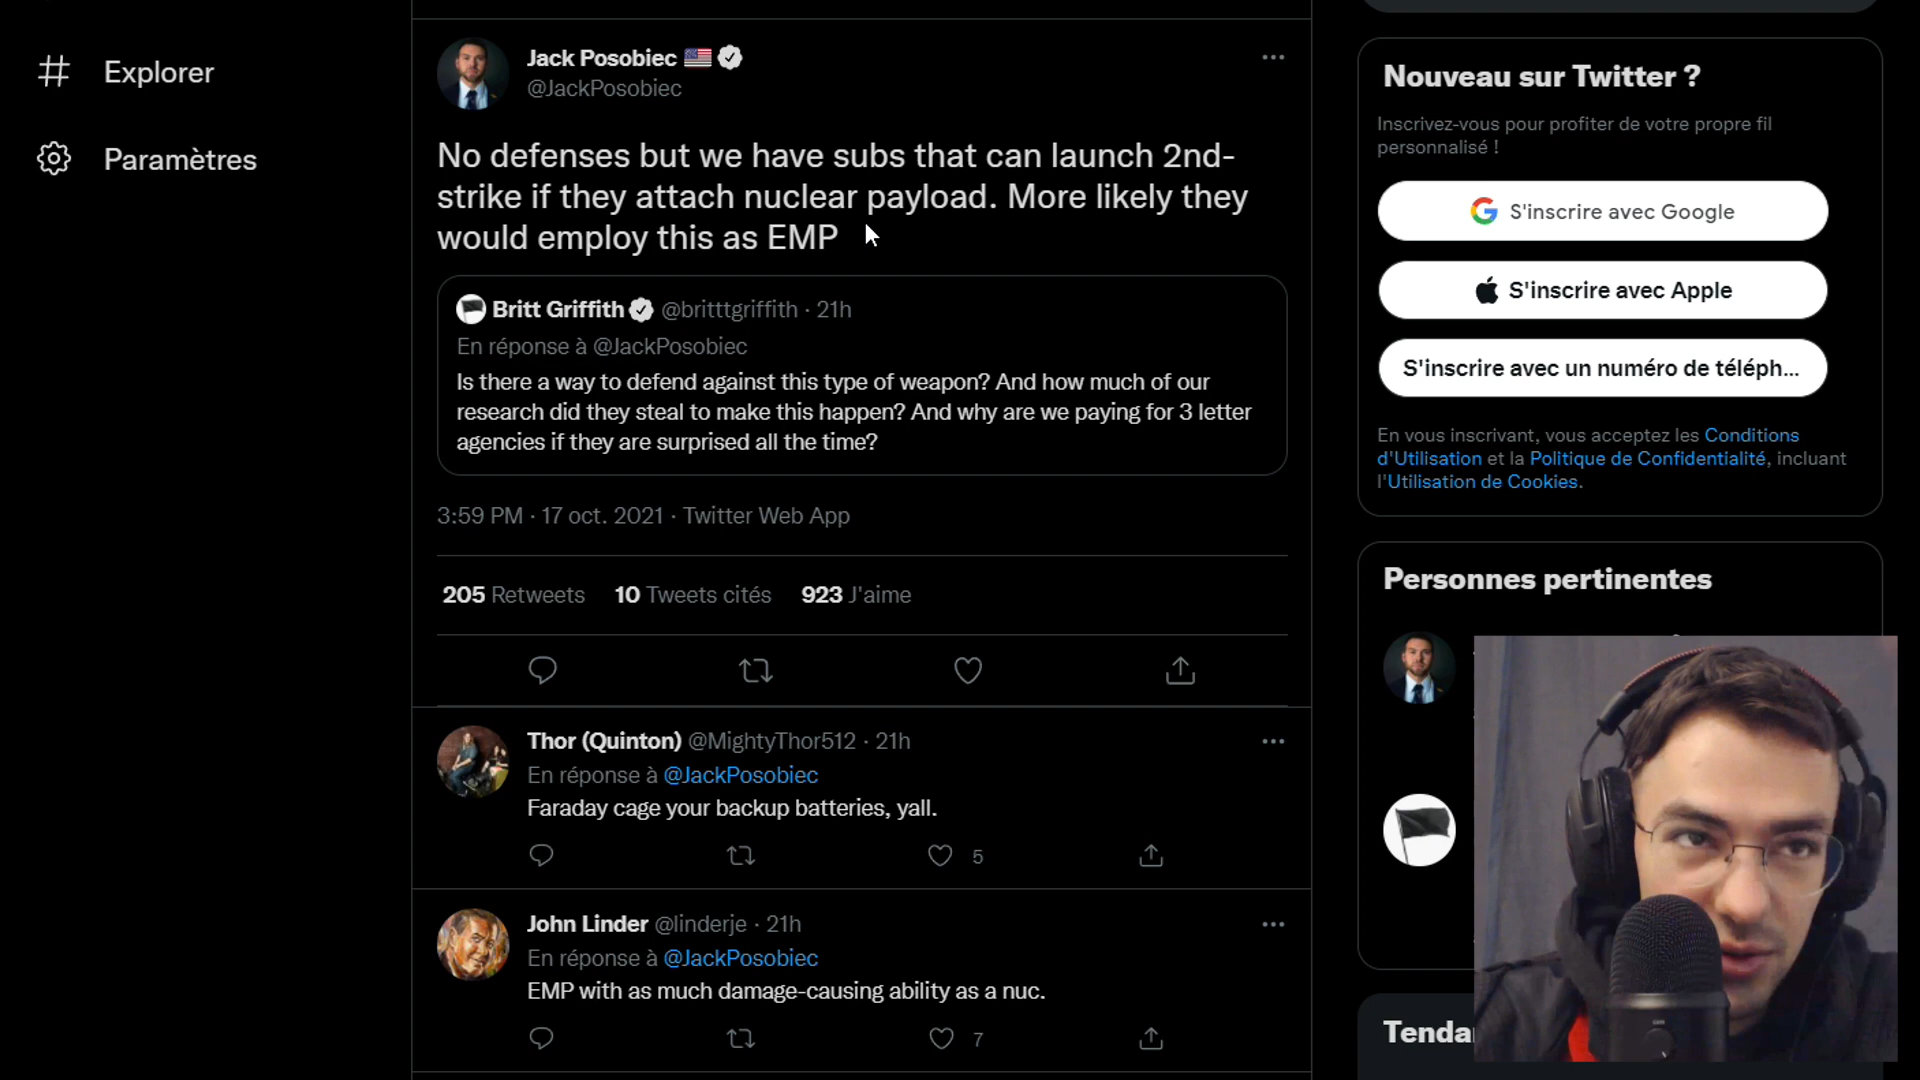 Explorer
Paramètres
Jack Posobiec
@JackPosobiec
No defenses but we have subs that can launch 2nd-
strike if they attach nuclear payload. More likely they
would employ this as EMP
Britt Griffith @britttgriffith · 21h
En réponse à @JackPosobiec
Is there a way to defend against this type of weapon? And how much of our
research did they steal to make this happen? And why are we paying for 3 letter
agencies if they are surprised all the time?
3:59 PM · 17 oct. 2021 · Twitter Web App
205 Retweets 10 Tweets cités 923 J'aime
Thor (Quinton) @MightyThor512 · 21h
En réponse à @JackPosobiec
Faraday cage your backup batteries, yall.
5
John Linder @linderje · 21h
En réponse à @JackPosobiec
EMP with as much damage-causing ability as a nuc.
7
Nouveau sur Twitter ?
Inscrivez-vous pour profiter de votre propre fil
personnalisé !
S'inscrire avec Google
S'inscrire avec Apple
S'inscrire avec un numéro de téléph...
En vous inscrivant, vous acceptez les Conditions
d'Utilisation et la Politique de Confidentialité, incluant
l'Utilisation de Cookies.
Personnes pertinentes
Tenda